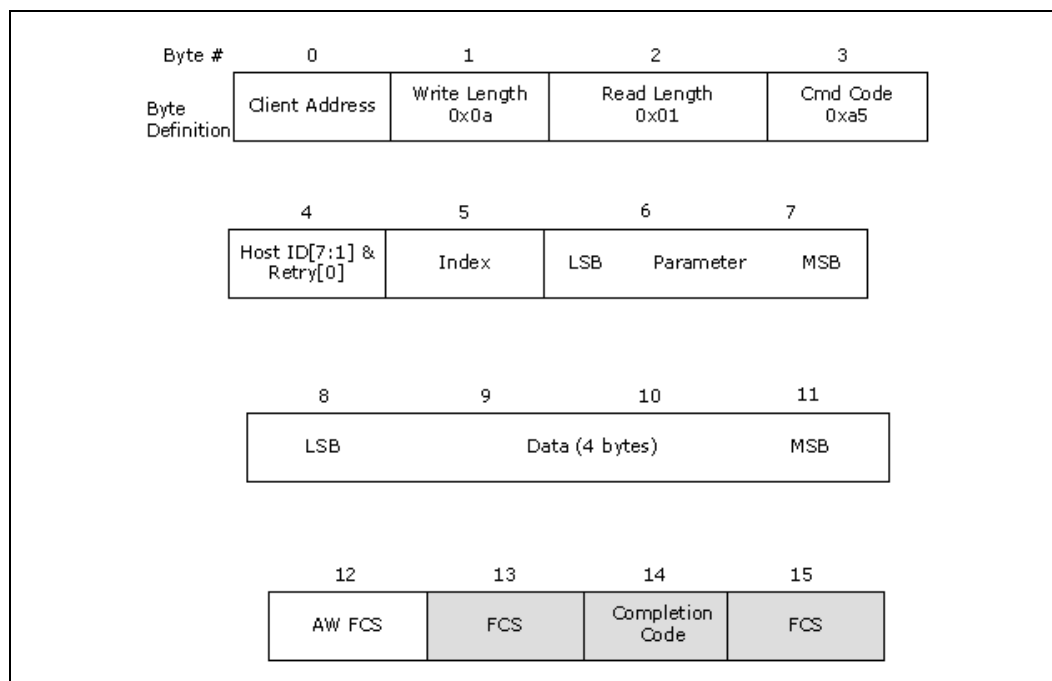 Byte # 0 1 2 3
Byte
Definition
Client Address
Write Length
0x0a
Read Length
0x01
Cmd Code
0xa5
4 5 6 7
Host ID[7:1] &
Retry[0]
Index
LSB Parameter MSB
8 9 10 11
LSB Data (4 bytes) MSB
12 13 14 15
AW FCS
FCS
Completion
Code
FCS